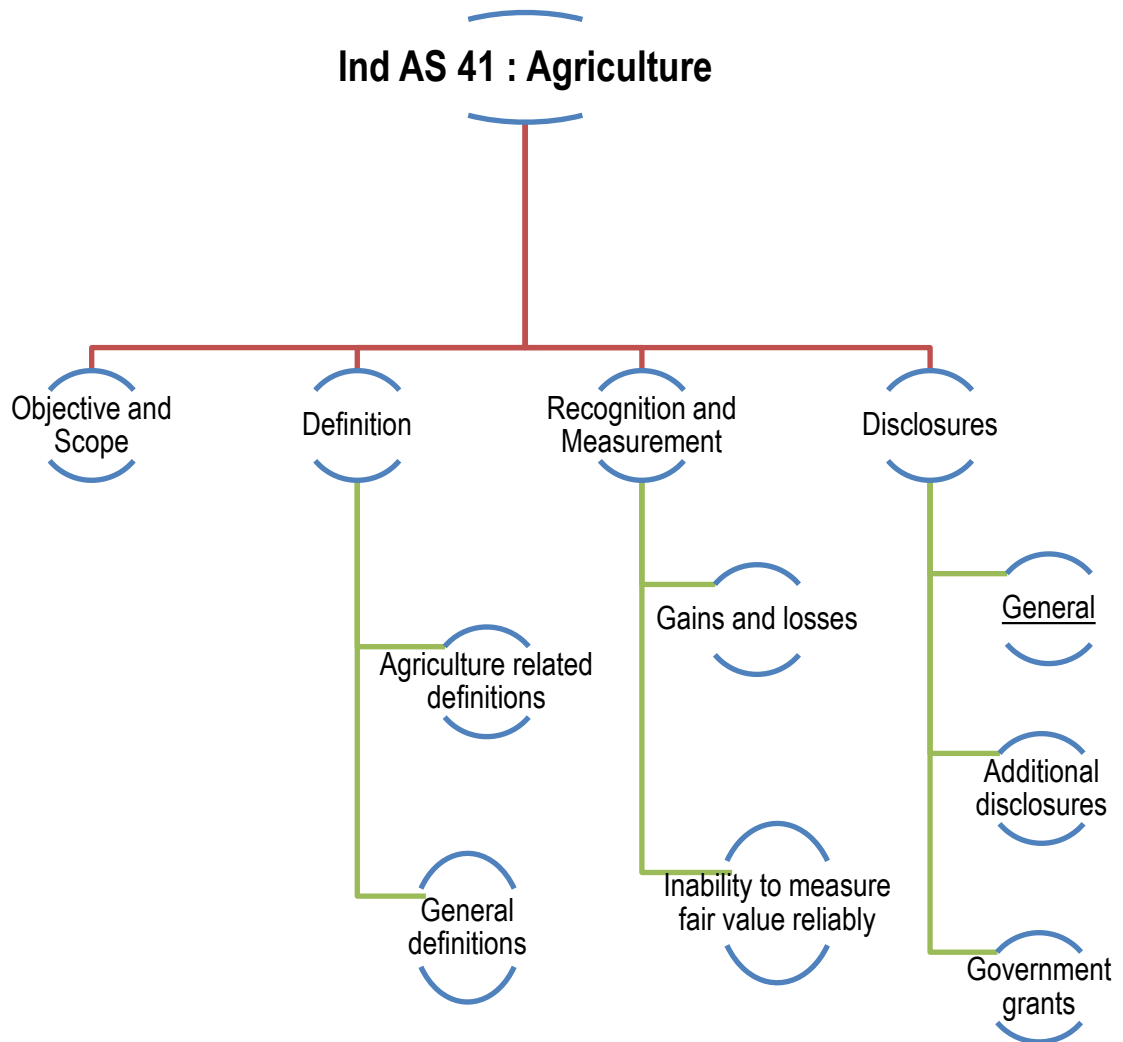 Ind AS 41 : Agriculture
Objective and
Scope
Definition
Recognition and
Measurement
Disclosures
Agriculture related
definitions
General
definitions
Gains and losses
Inability to measure
fair value reliably
General
Additional
disclosures
Government
grants